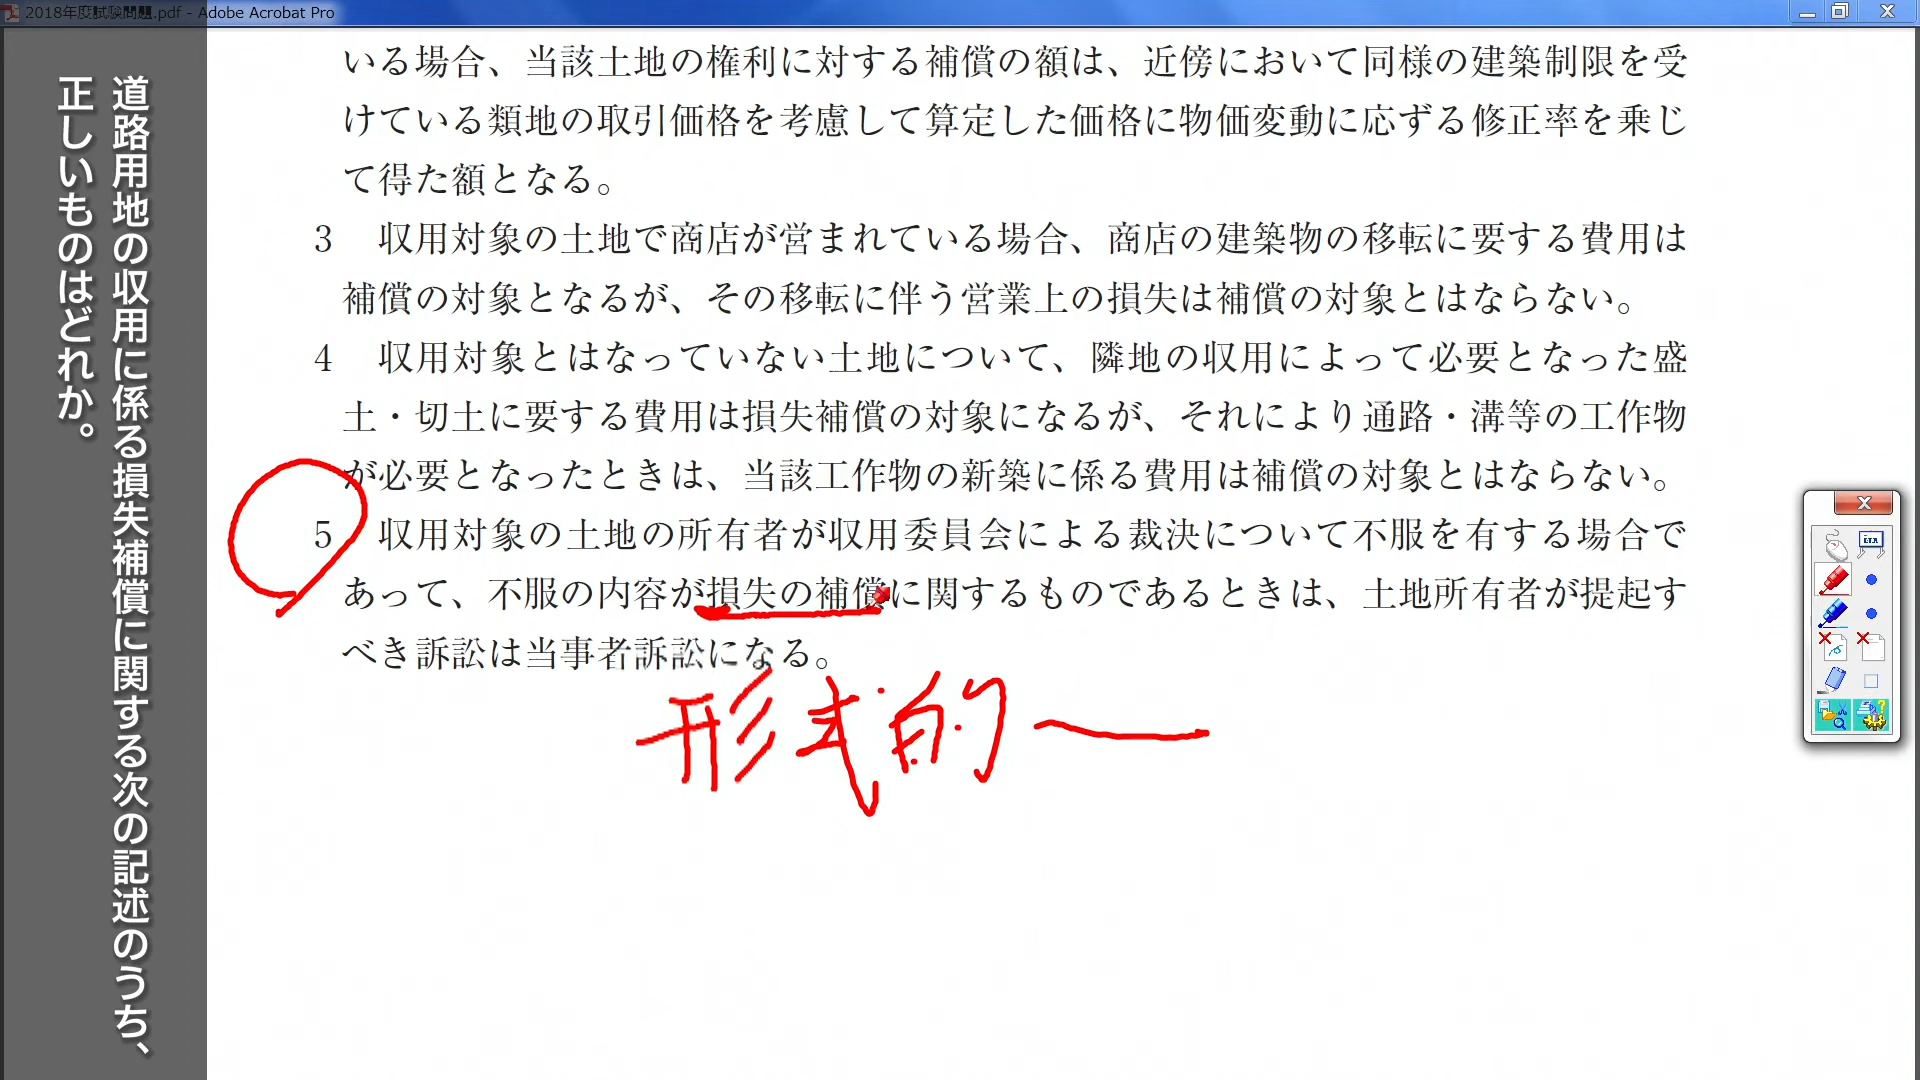 2018年度試験問題.pdf - Adobe Acrobat Pro
道路用地の収用に係る損失補償に関する次の記述のうち、
正しいものはどれか。
いる場合、当該土地の権利に対する補償の額は、近傍において同様の建築制限を受
けている類地の取引価格を考慮して算定した価格に物価変動に応ずる修正率を乗じ
て得た額となる。
3　収用対象の土地で商店が営まれている場合、商店の建築物の移転に要する費用は
補償の対象となるが、その移転に伴う営業上の損失は補償の対象とはならない。
4　収用対象とはなっていない土地について、隣地の収用によって必要となった盛
土・切土に要する費用は損失補償の対象になるが、それにより通路・溝等の工作物
が必要となったときは、当該工作物の新築に係る費用は補償の対象とはならない。
5　収用対象の土地の所有者が収用委員会による裁決について不服を有する場合で
あって、不服の内容が損失の補償に関するものであるときは、土地所有者が提起す
べき訴訟は当事者訴訟になる。
形式的